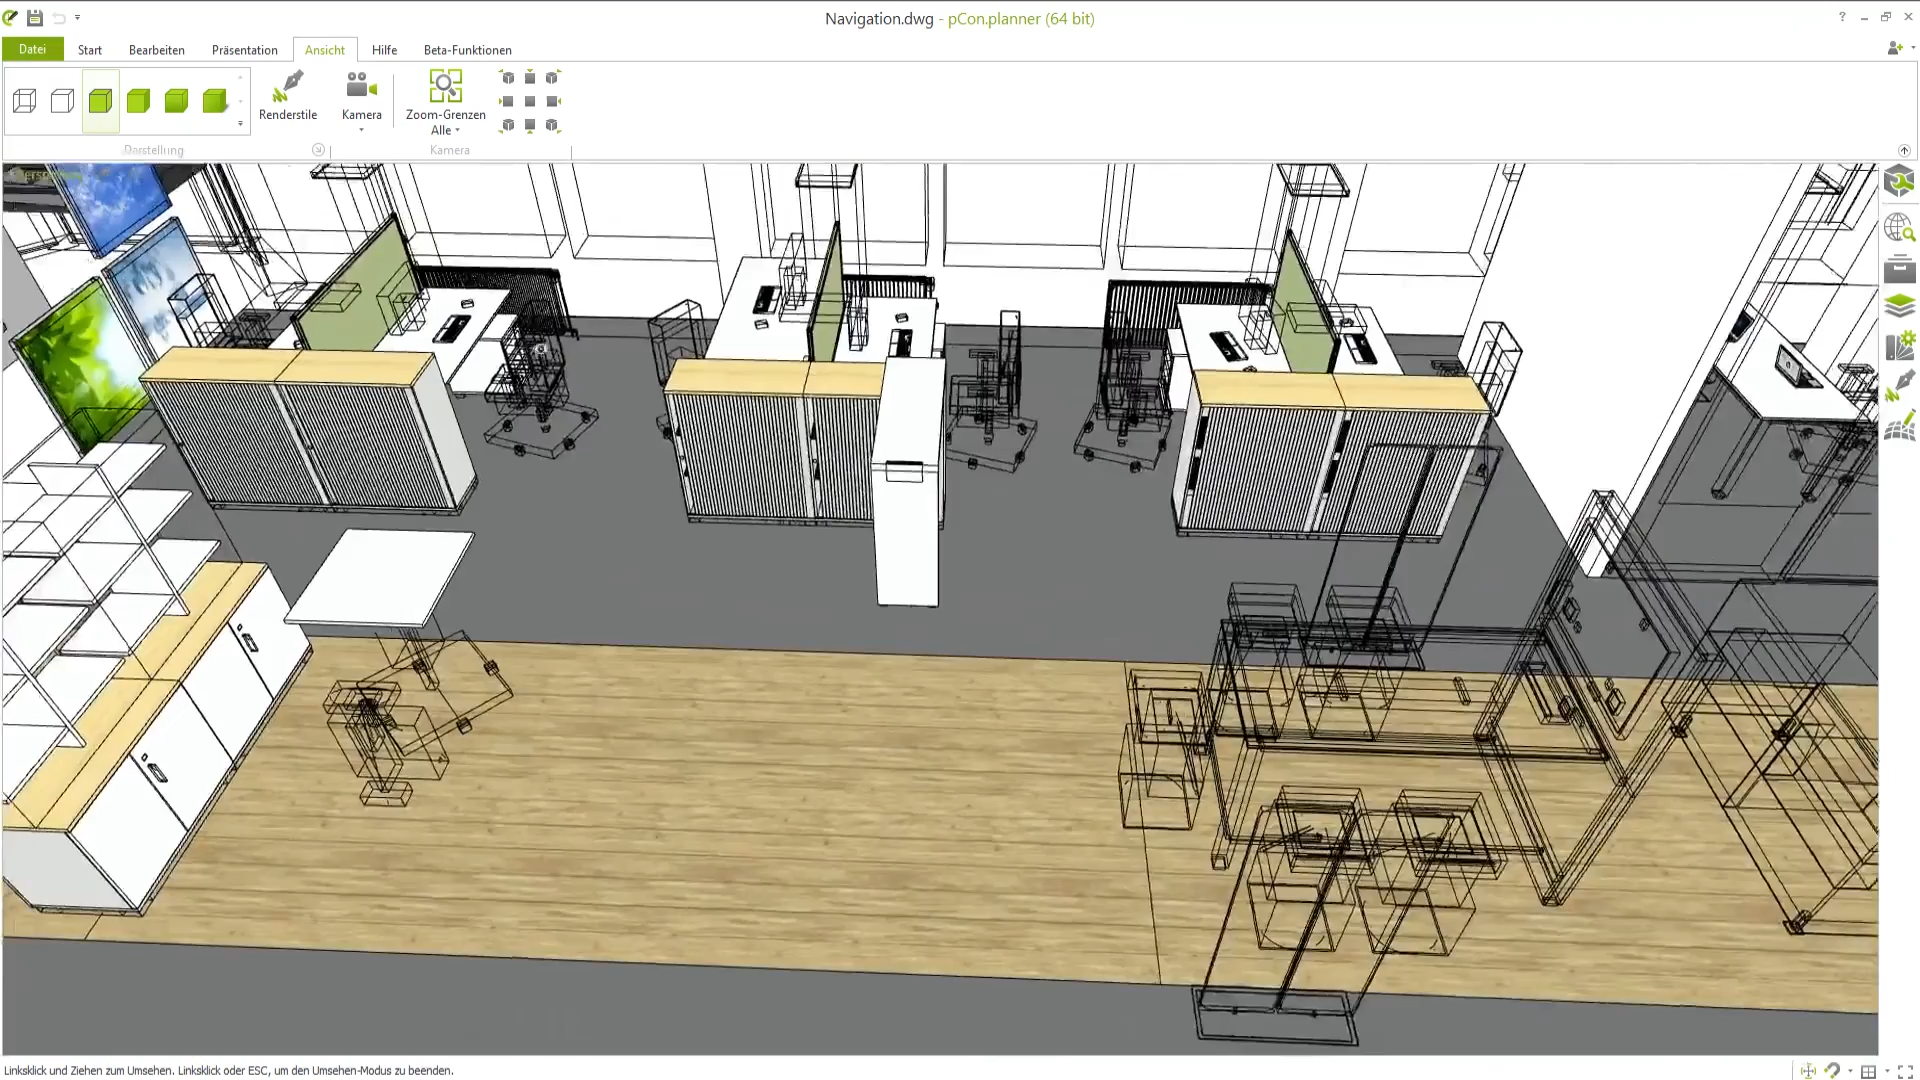 Navigation.dwg - pCon.planner (64 bit)
Datei
Start
Bearbeiten
Präsentation
Ansicht
Hilfe
Beta-Funktionen
Renderstile
Kamera
Zoom-Grenzen
Alle
Darstellung
Kamera
Linksklick und Ziehen zum Umsehen. Linksklick oder ESC, um den Umsehen-Modus zu beenden.